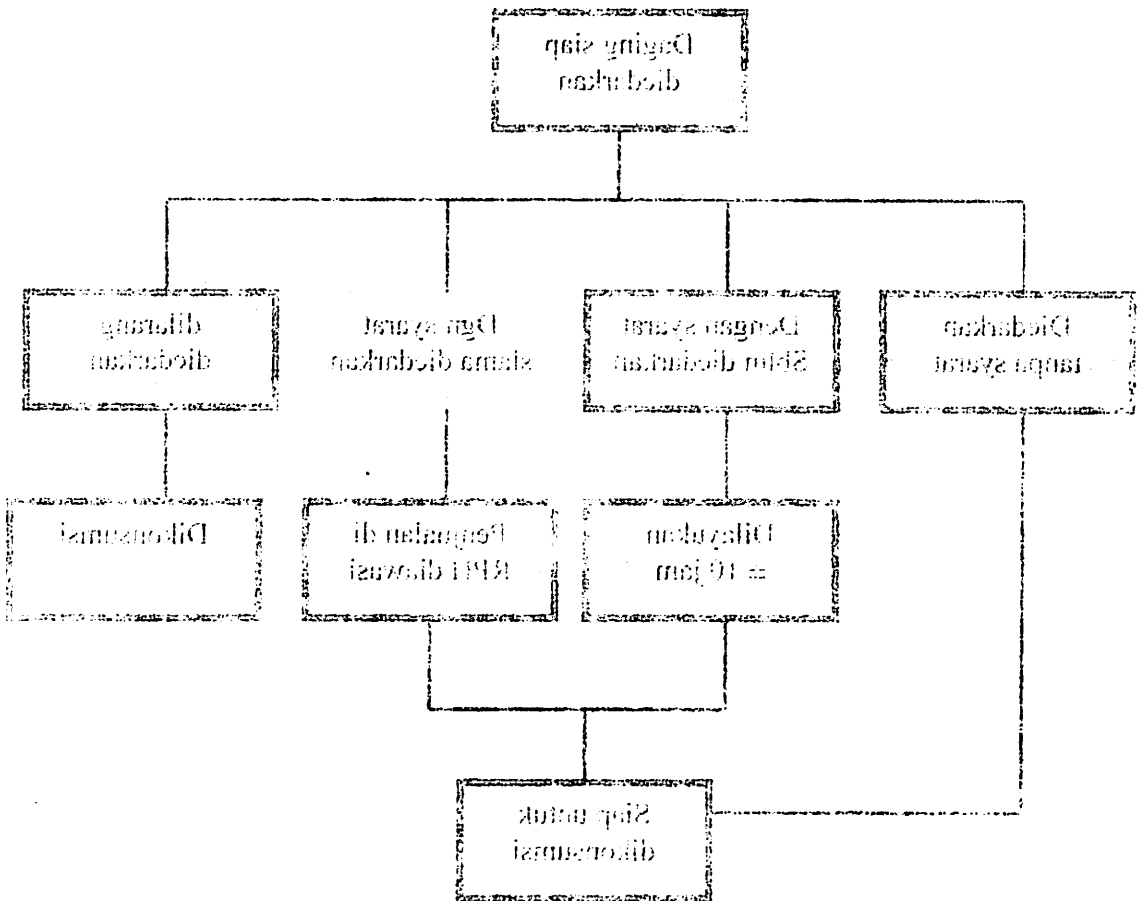 Daging siap
diedarkan
Diedarkan
tanpa syarat
Dengan syarat
Sblm diedarkan
Dgn syarat
slama diedarkan
dilarang
diedarkan
Dilayukan
± 10 jam
Penjualan di
RPH diawasi
Dikonsumsi
Siap untuk
dikonsumsi